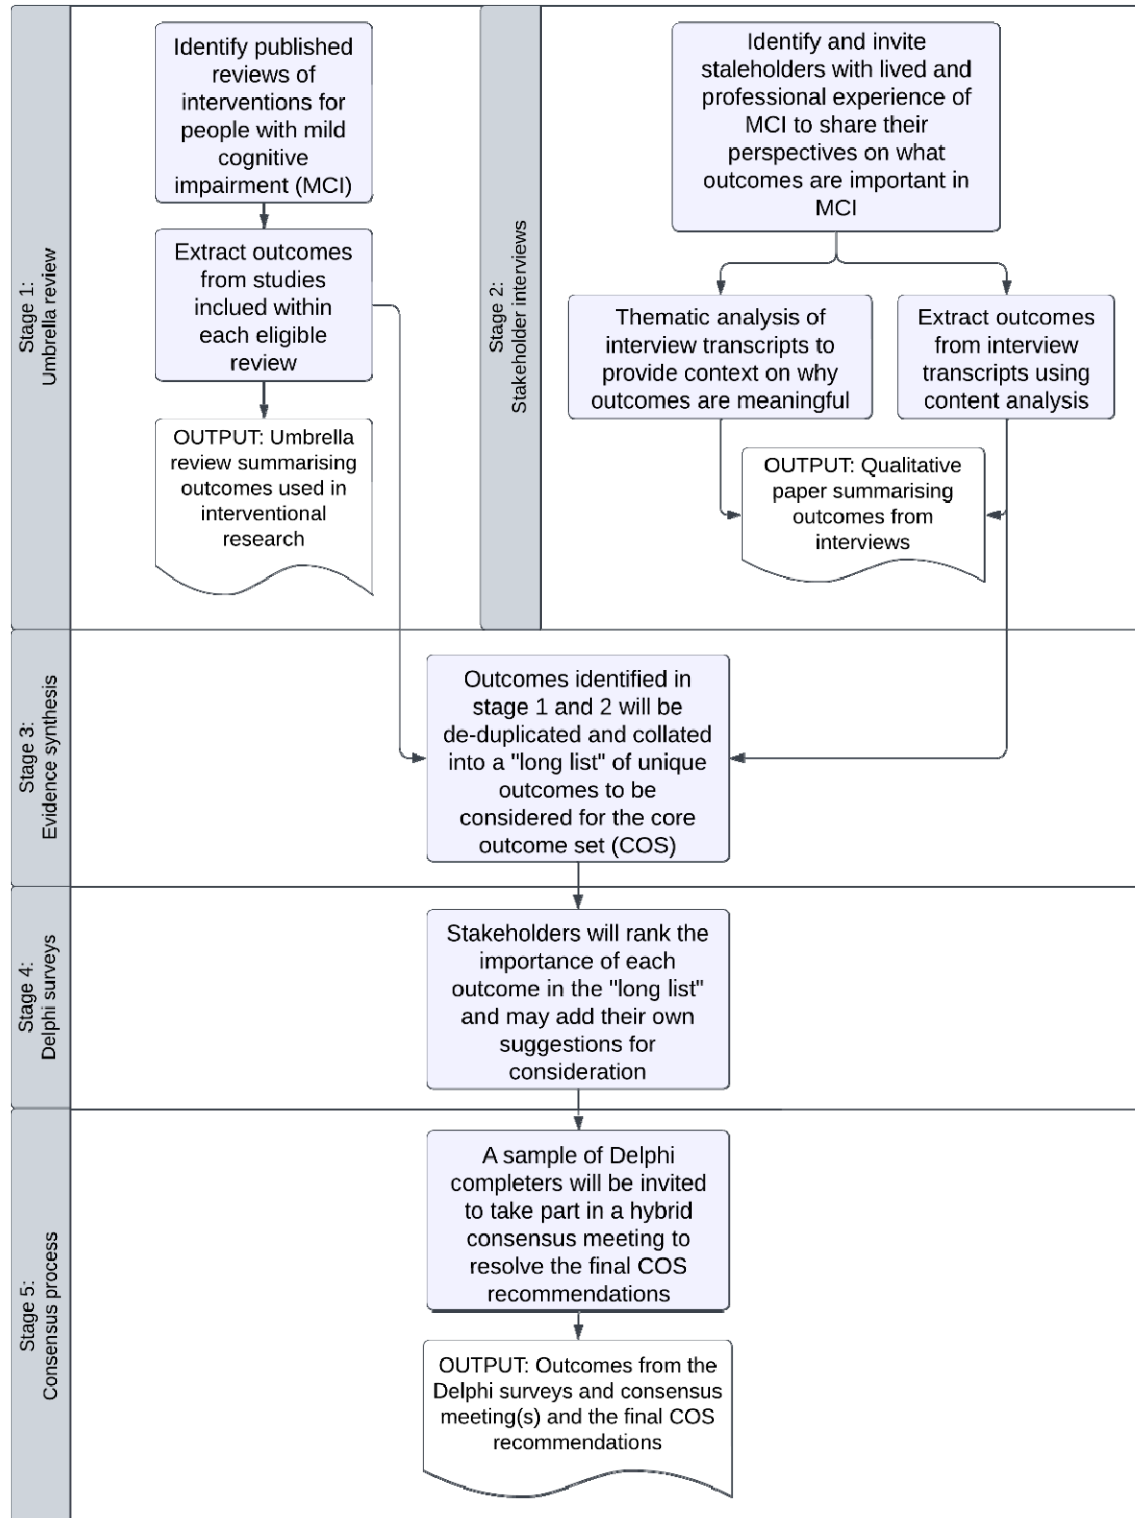 Stage 1:
Umbrella review
Identify published
reviews of
interventions for
people with mild
cognitive
impairment (MCI)
Extract outcomes
from studies
inclued within
each eligible
review
OUTPUT: Umbrella
review summarising
outcomes used in
interventional
research
Stage 2:
Stakeholder interviews
Identify and invite
staleholders with lived and
professional experience of
MCI to share their
perspectives on what
outcomes are important in
MCI
Thematic analysis of
interview transcripts to
provide context on why
outcomes are meaningful
Extract outcomes
from interview
transcripts using
content analysis
OUTPUT: Qualitative
paper summarising
outcomes from
interviews
Stage 3:
Evidence synthesis
Outcomes identified in
stage 1 and 2 will be
de-duplicated and collated
into a "long list" of unique
outcomes to be
considered for the core
outcome set (COS)
Stage 4:
Delphi surveys
Stakeholders will rank the
importance of each
outcome in the "long list"
and may add their own
suggestions for
consideration
Stage 5:
Consensus process
A sample of Delphi
completers will be invited
to take part in a hybrid
consensus meeting to
resolve the final COS
recommendations
OUTPUT: Outcomes from the
Delphi surveys and consensus
meeting(s) and the final COS
recommendations